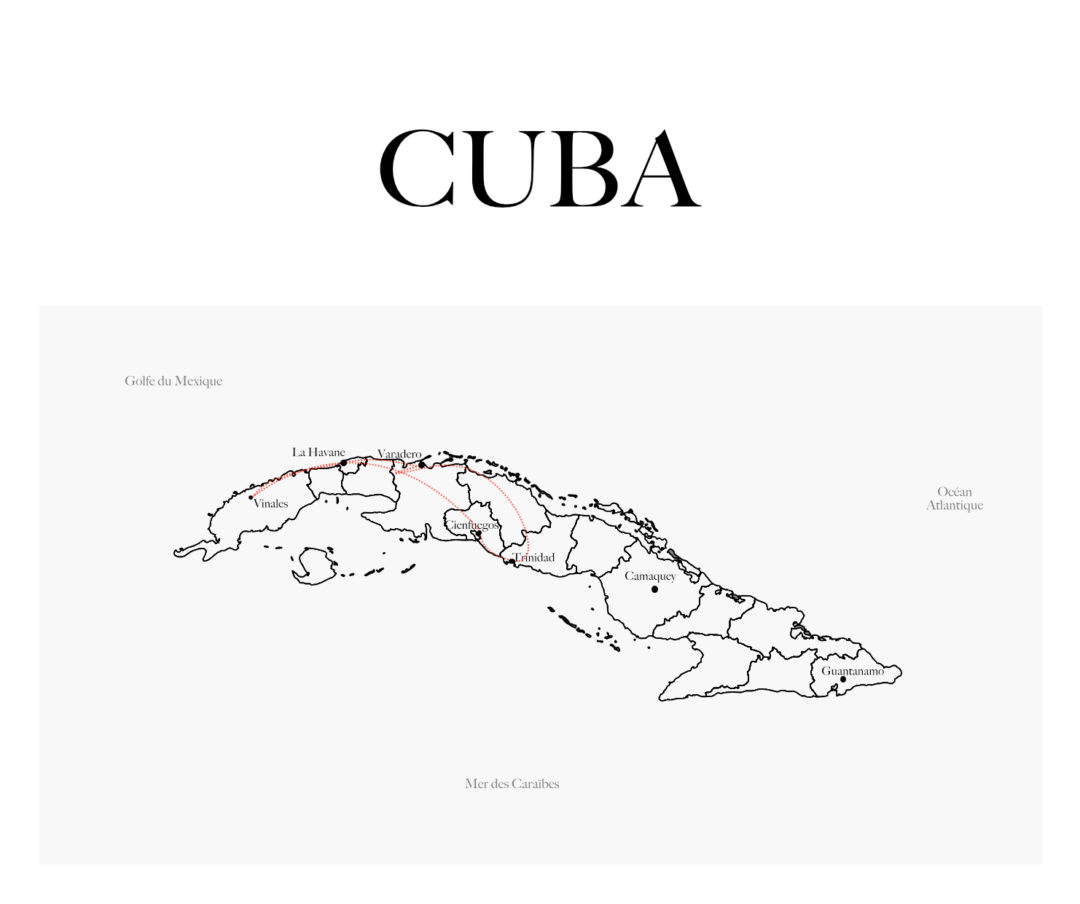 CUBA
Golfe du Mexique
La Havane
Varadero
Océan
Atlantique
Vinales
Cienfuegos
Trinidad
Camaquey
Guantanamo
Mer des Caraïbes